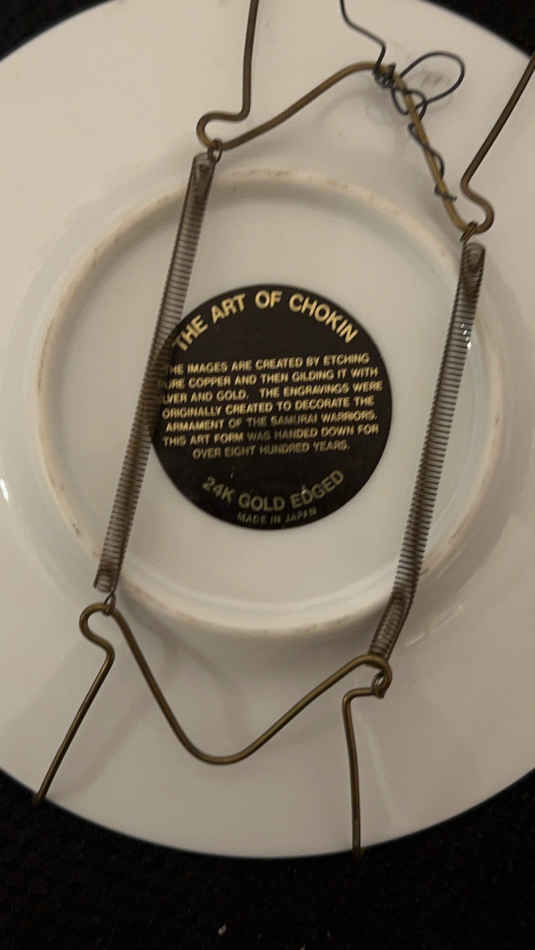 THE ART OF CHOKIN
THE IMAGES ARE CREATED BY ETCHING
PURE COPPER AND THEN GILDING IT WITH
SILVER AND GOLD. THE ENGRAVINGS WERE
ORIGINALLY CREATED TO DECORATE THE
ARMAMENT OF THE SAMURAI WARRIORS.
THIS ART FORM WAS HANDED DOWN FOR
OVER EIGHT HUNDRED YEARS.
24K GOLD EDGED
MADE IN JAPAN